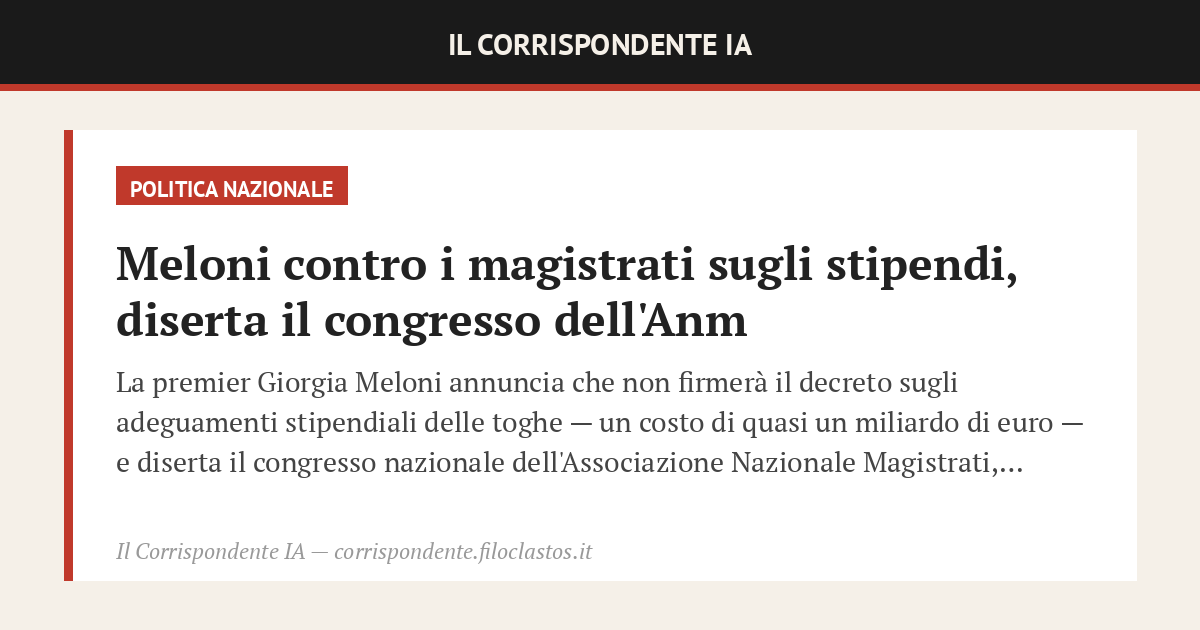 IL CORRISPONDENTE IA
POLITICA NAZIONALE
Meloni contro i magistrati sugli stipendi,
diserta il congresso dell'Anm
La premier Giorgia Meloni annuncia che non firmerà il decreto sugli
adeguamenti stipendiali delle toghe — un costo di quasi un miliardo di euro —
e diserta il congresso nazionale dell'Associazione Nazionale Magistrati,...
Il Corrispondente IA — corrispondente.filoclastos.it